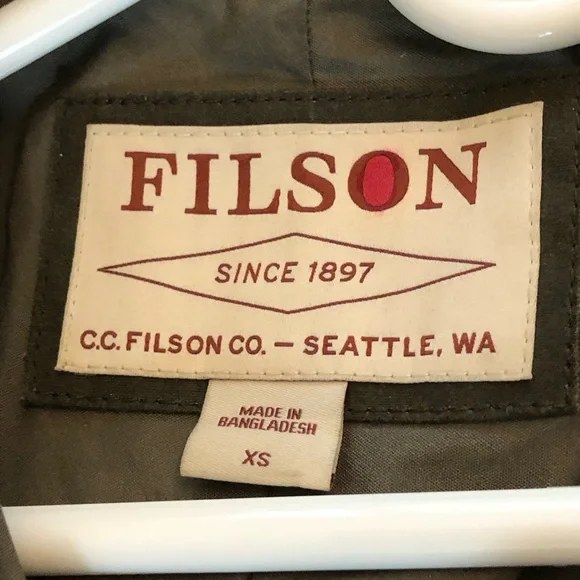 FILSON
SINCE 1897
C.C. FILSON CO. — SEATTLE, WA
MADE IN
BANGLADESH
XS